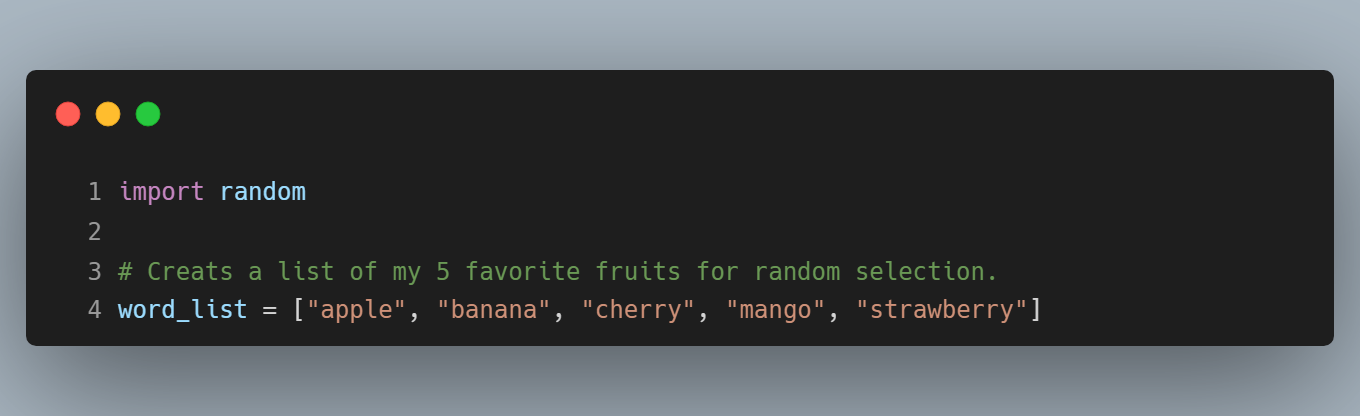 1 import random
2
3 # Creats a list of my 5 favorite fruits for random selection.
4 word_list = ["apple", "banana", "cherry", "mango", "strawberry"]